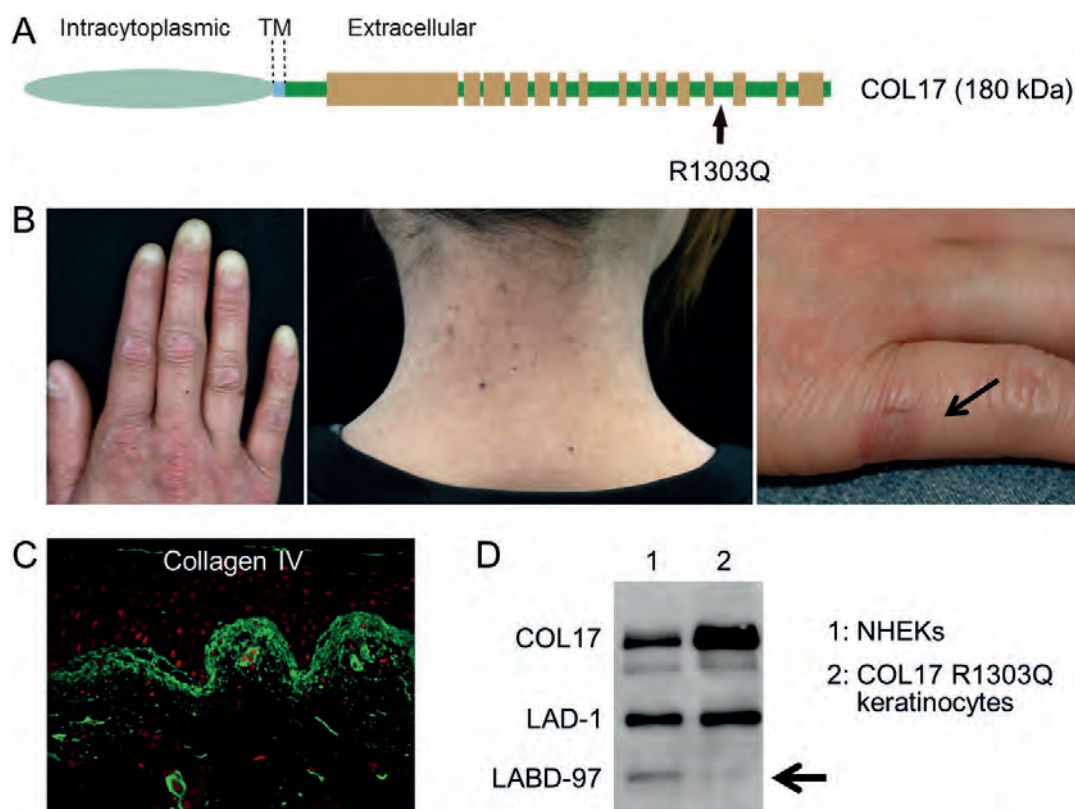 A
Intracytoplasmic TM Extracellular
COL17 (180 kDa)
R1303Q
B
C
Collagen IV
D
1 2
COL17
LAD-1
LABD-97
1: NHEKs
2: COL17 R1303Q
keratinocytes